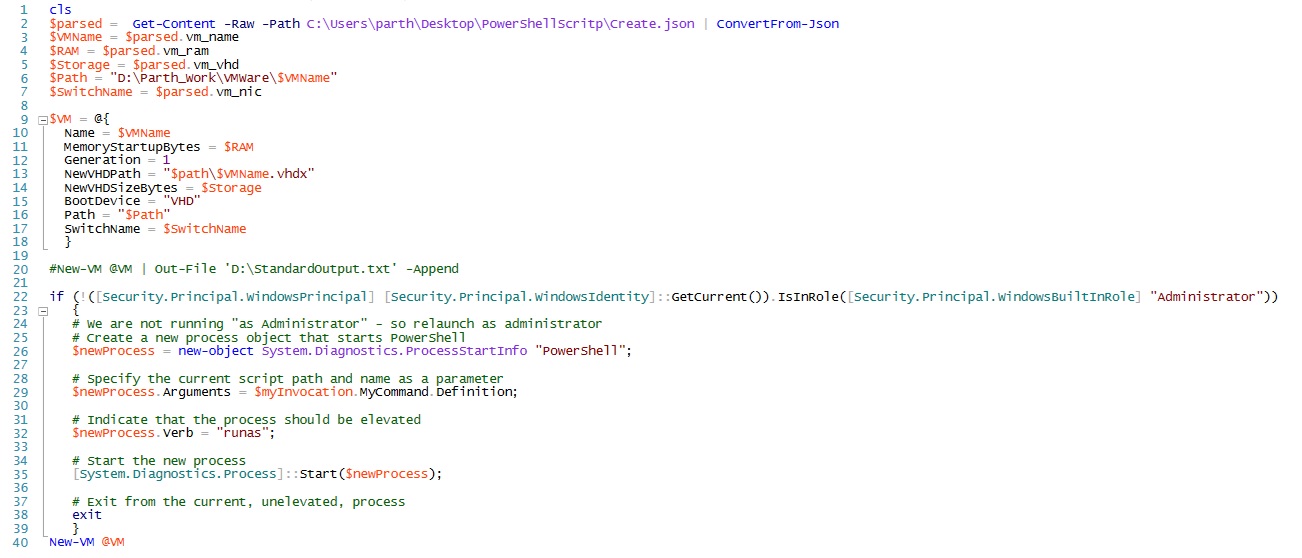 1 cls
2 $parsed =  Get-Content -Raw -Path C:\Users\parth\Desktop\PowerShellScritp\Create.json | ConvertFrom-Json
3 $VMName = $parsed.vm_name
4 $RAM = $parsed.vm_ram
5 $Storage = $parsed.vm_vhd
6 $Path = "D:\Parth_Work\VMWare\$VMName"
7 $SwitchName = $parsed.vm_nic
8
9 $VM = @{
10   Name = $VMName
11   MemoryStartupBytes = $RAM
12   Generation = 1
13   NewVHDPath = "$path\$VMName.vhdx"
14   NewVHDSizeBytes = $Storage
15   BootDevice = "VHD"
16   Path = "$Path"
17   SwitchName = $SwitchName
18   }
19
20 #New-VM @VM | Out-File 'D:\StandardOutput.txt' -Append
21
22 if (!([Security.Principal.WindowsPrincipal] [Security.Principal.WindowsIdentity]::GetCurrent()).IsInRole([Security.Principal.WindowsBuiltInRole] "Administrator"))
23    {
24    # We are not running "as Administrator" - so relaunch as administrator
25    # Create a new process object that starts PowerShell
26    $newProcess = new-object System.Diagnostics.ProcessStartInfo "PowerShell";
27
28    # Specify the current script path and name as a parameter
29    $newProcess.Arguments = $myInvocation.MyCommand.Definition;
30
31    # Indicate that the process should be elevated
32    $newProcess.Verb = "runas";
33
34    # Start the new process
35    [System.Diagnostics.Process]::Start($newProcess);
36
37    # Exit from the current, unelevated, process
38    exit
39    }
40 New-VM @VM